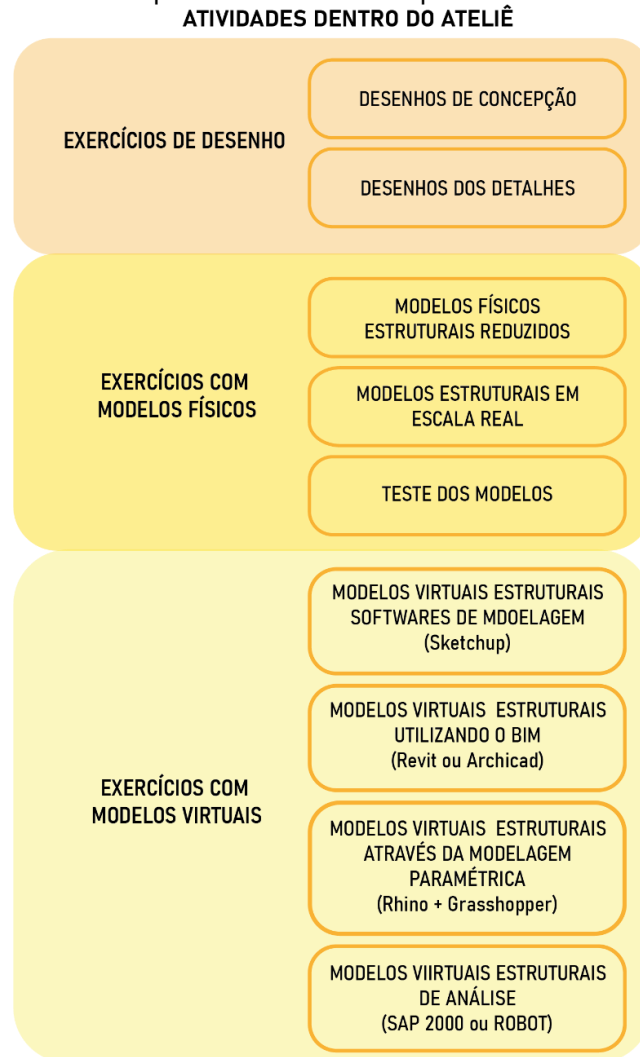 ATIVIDADES DENTRO DO ATELIÊ
EXERCÍCIOS DE DESENHO
DESENHOS DE CONCEPÇÃO
DESENHOS DOS DETALHES
EXERCÍCIOS COM
MODELOS FÍSICOS
MODELOS FÍSICOS
ESTRUTURAIS REDUZIDOS
MODELOS ESTRUTURAIS EM
ESCALA REAL
TESTE DOS MODELOS
EXERCÍCIOS COM
MODELOS VIRTUAIS
MODELOS VIRTUAIS ESTRUTURAIS
SOFTWARES DE MDOELAGEM
(Sketchup)
MODELOS VIRTUAIS ESTRUTURAIS
UTILIZANDO O BIM
(Revit ou Archicad)
MODELOS VIRTUAIS ESTRUTURAIS
ATRAVÉS DA MODELAGEM
PARAMÉTRICA
(Rhino + Grasshopper)
MODELOS VIIRTUAIS ESTRUTURAIS
DE ANÁLISE
(SAP 2000 ou ROBOT)